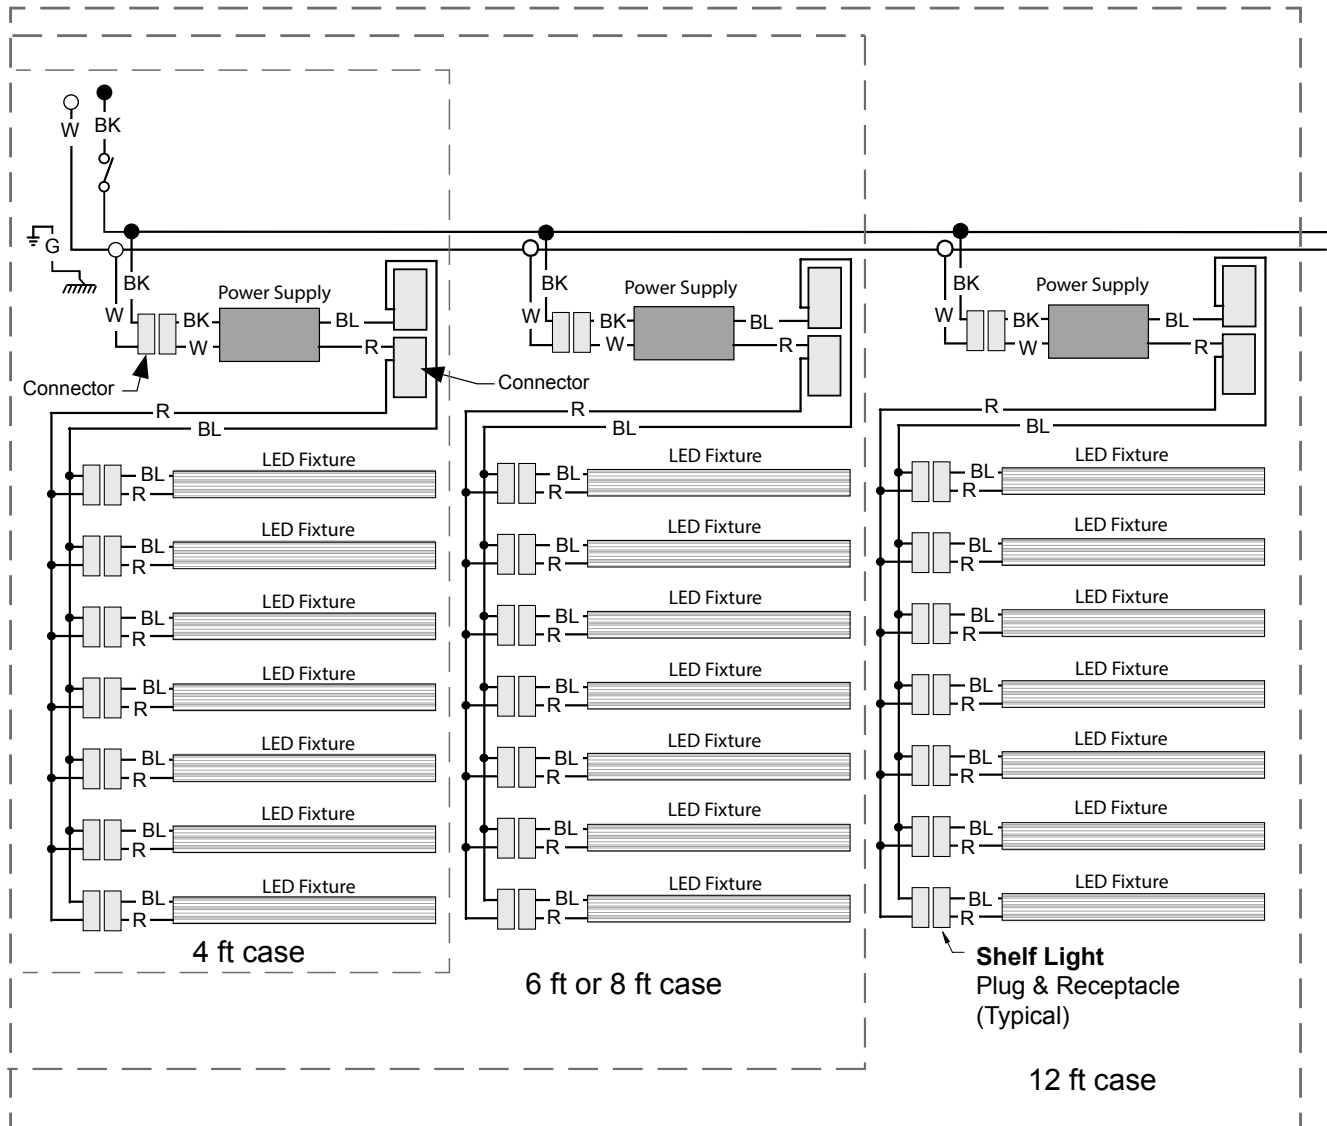 W
BK
G
BK
W
Power Supply
BK
W
BL
R
Connector
Connector
R
BL
LED Fixture
BL
R
LED Fixture
BL
R
LED Fixture
BL
R
LED Fixture
BL
R
LED Fixture
BL
R
LED Fixture
BL
R
LED Fixture
BL
R
4 ft case
BK
W
Power Supply
BK
W
BL
R
R
BL
LED Fixture
BL
R
LED Fixture
BL
R
LED Fixture
BL
R
LED Fixture
BL
R
LED Fixture
BL
R
LED Fixture
BL
R
LED Fixture
BL
R
6 ft or 8 ft case
BK
W
Power Supply
BK
W
BL
R
R
BL
LED Fixture
BL
R
LED Fixture
BL
R
LED Fixture
BL
R
LED Fixture
BL
R
LED Fixture
BL
R
LED Fixture
BL
R
LED Fixture
BL
R
Shelf Light
Plug & Receptacle
(Typical)
12 ft case